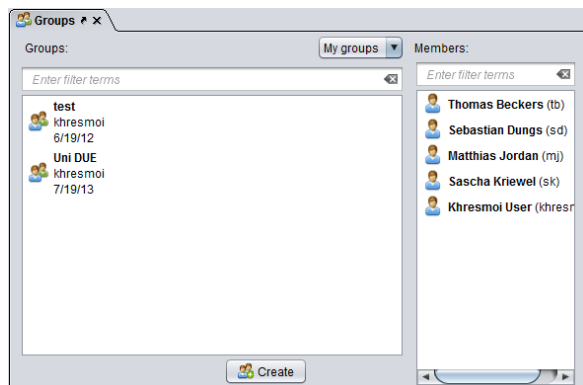 Groups
Groups:
My groups
Members:
Enter filter terms
Enter filter terms
test
khresmoi
6/19/12
Uni DUE
khresmoi
7/19/13
Thomas Beckers (tb)
Sebastian Dungs (sd)
Matthias Jordan (mj)
Sascha Kriewel (sk)
Khresmoi User (khresr
Create